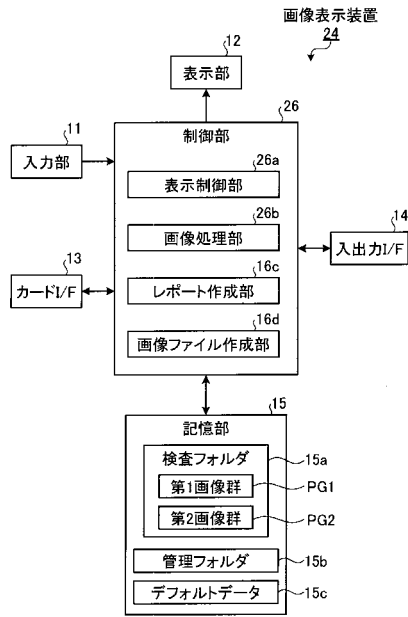 画像表示装置
24
12
表示部
11
入力部
26
制御部
26a
表示制御部
26b
画像処理部
14
入出力I/F
13
カードI/F
16c
レポート作成部
16d
画像ファイル作成部
15
記憶部
15a
検査フォルダ
第1画像群
PG1
第2画像群
PG2
管理フォルダ
15b
デフォルトデータ
15c